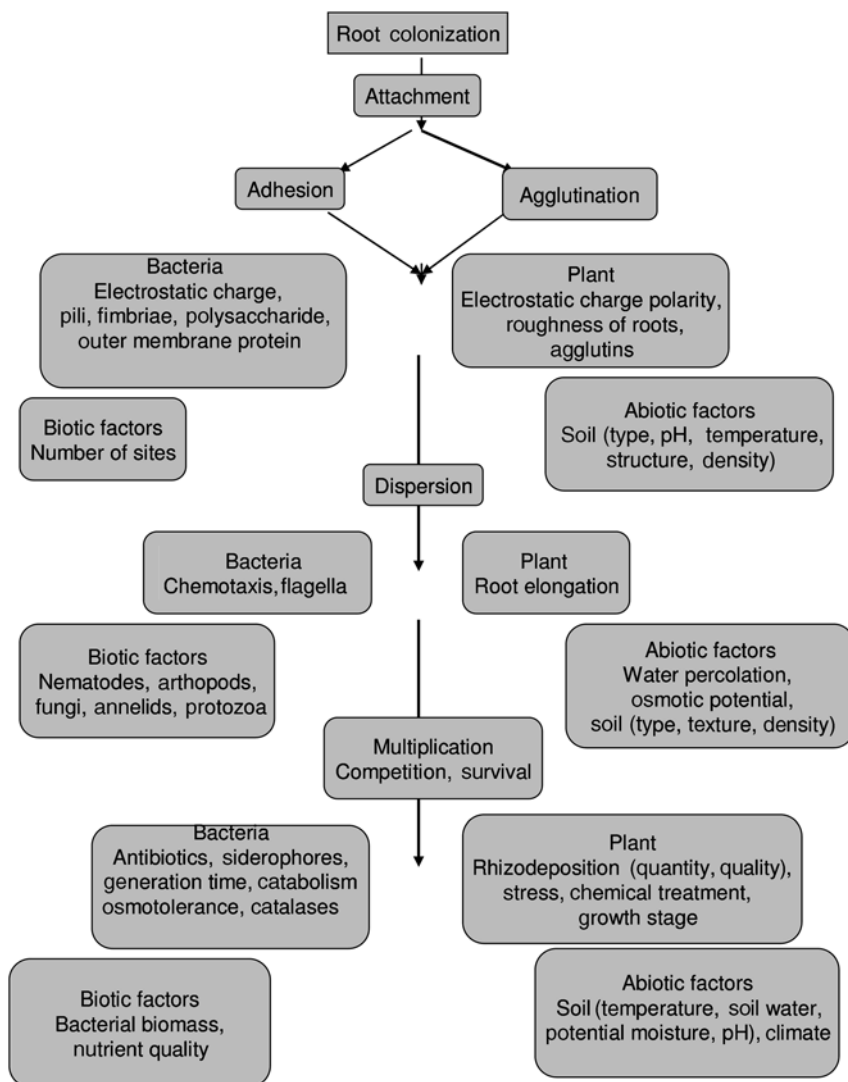 Root colonization
Attachment
Adhesion
Agglutination
Bacteria
Electrostatic charge,
pili, fimbriae, polysaccharide,
outer membrane protein
Plant
Electrostatic charge polarity,
roughness of roots,
agglutins
Biotic factors
Number of sites
Abiotic factors
Soil (type, pH, temperature,
structure, density)
Dispersion
Bacteria
Chemotaxis, flagella
Plant
Root elongation
Biotic factors
Nematodes, arthopods,
fungi, annelids, protozoa
Abiotic factors
Water percolation,
osmotic potential,
soil (type, texture, density)
Multiplication
Competition, survival
Bacteria
Antibiotics, siderophores,
generation time, catabolism
osmotolerance, catalases
Plant
Rhizodeposition (quantity, quality),
stress, chemical treatment,
growth stage
Biotic factors
Bacterial biomass,
nutrient quality
Abiotic factors
Soil (temperature, soil water,
potential moisture, pH), climate